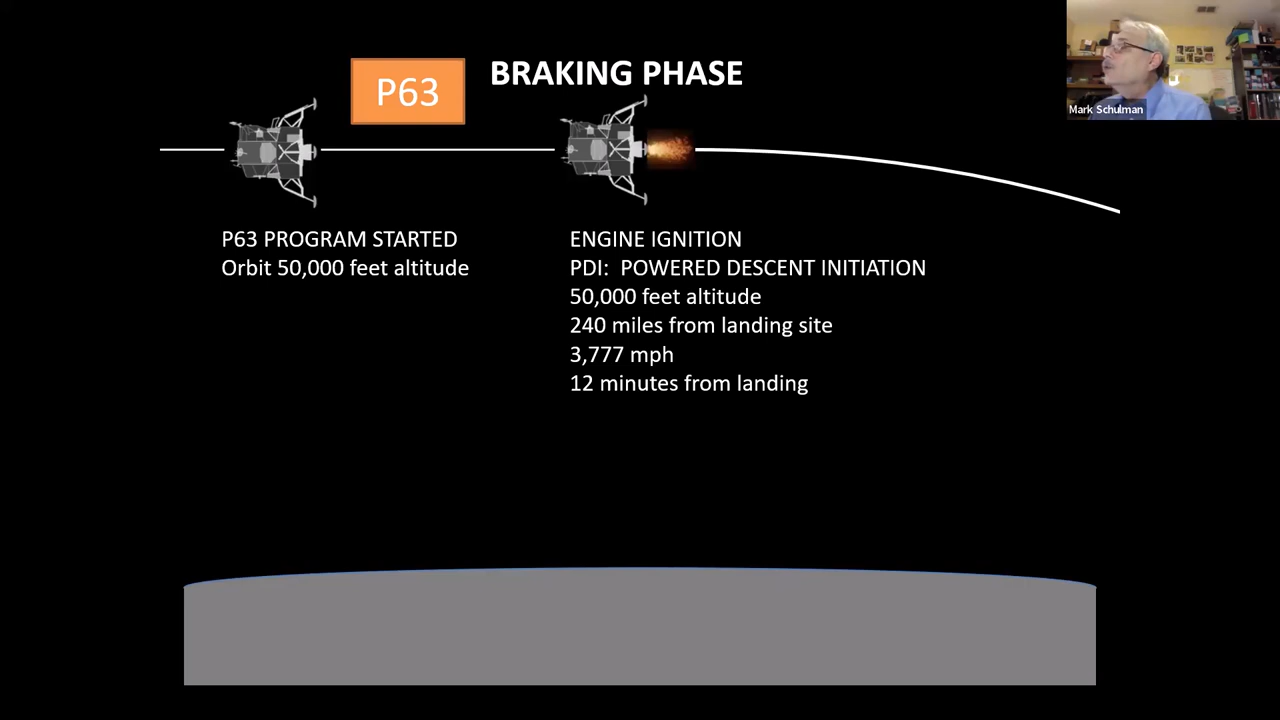 P63
BRAKING PHASE
Mark Schulman
P63 PROGRAM STARTED
Orbit 50,000 feet altitude
ENGINE IGNITION
PDI:  POWERED DESCENT INITIATION
50,000 feet altitude
240 miles from landing site
3,777 mph
12 minutes from landing